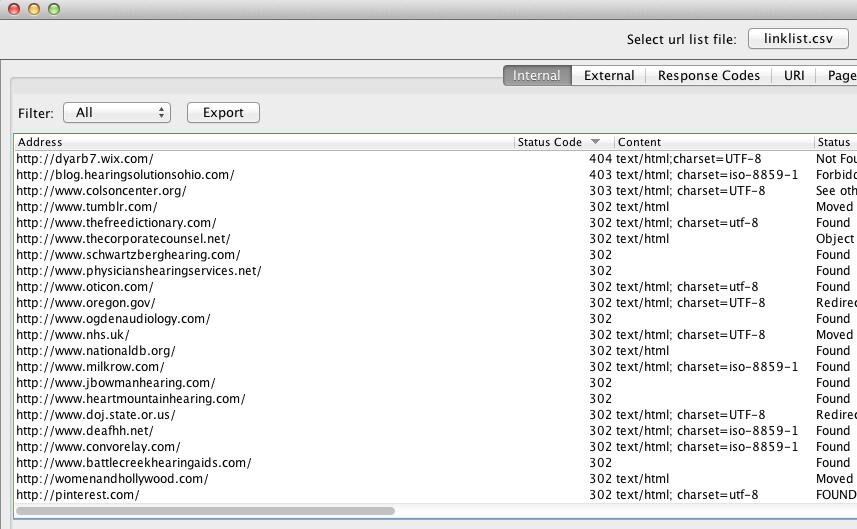 Select url list file: linklist.csv
Internal External Response Codes URI Page
Filter: All Export
Address Status Code Content Status
http://dyarb7.wix.com/ 404 text/html;charset=UTF-8 Not Fou
http://blog.hearingsolutionsohio.com/ 403 text/html; charset=iso-8859-1 Forbidd
http://www.colsoncenter.org/ 303 text/html; charset=UTF-8 See oth
http://www.tumblr.com/ 302 text/html Moved
http://www.thefreedictionary.com/ 302 text/html; charset=utf-8 Found
http://www.thecorporatecounsel.net/ 302 text/html Object
http://www.schwartzberghearing.com/ 302 Found
http://www.physicianshearingservices.net/ 302 Found
http://www.oticon.com/ 302 text/html; charset=utf-8 Found
http://www.oregon.gov/ 302 text/html; charset=UTF-8 Redire
http://www.ogdenaudiology.com/ 302 Found
http://www.nhs.uk/ 302 text/html; charset=UTF-8 Moved
http://www.nationaldb.org/ 302 text/html Found
http://www.milkrow.com/ 302 text/html; charset=iso-8859-1 Found
http://www.jbowmanhearing.com/ 302 Found
http://www.heartmountainhearing.com/ 302 Found
http://www.doj.state.or.us/ 302 text/html; charset=UTF-8 Redire
http://www.deafhh.net/ 302 text/html; charset=iso-8859-1 Found
http://www.convorelay.com/ 302 text/html; charset=iso-8859-1 Found
http://www.battlecreekhearingaids.com/ 302 Found
http://womenandhollywood.com/ 302 text/html Moved
http://pinterest.com/ 302 text/html; charset=utf-8 FOUND